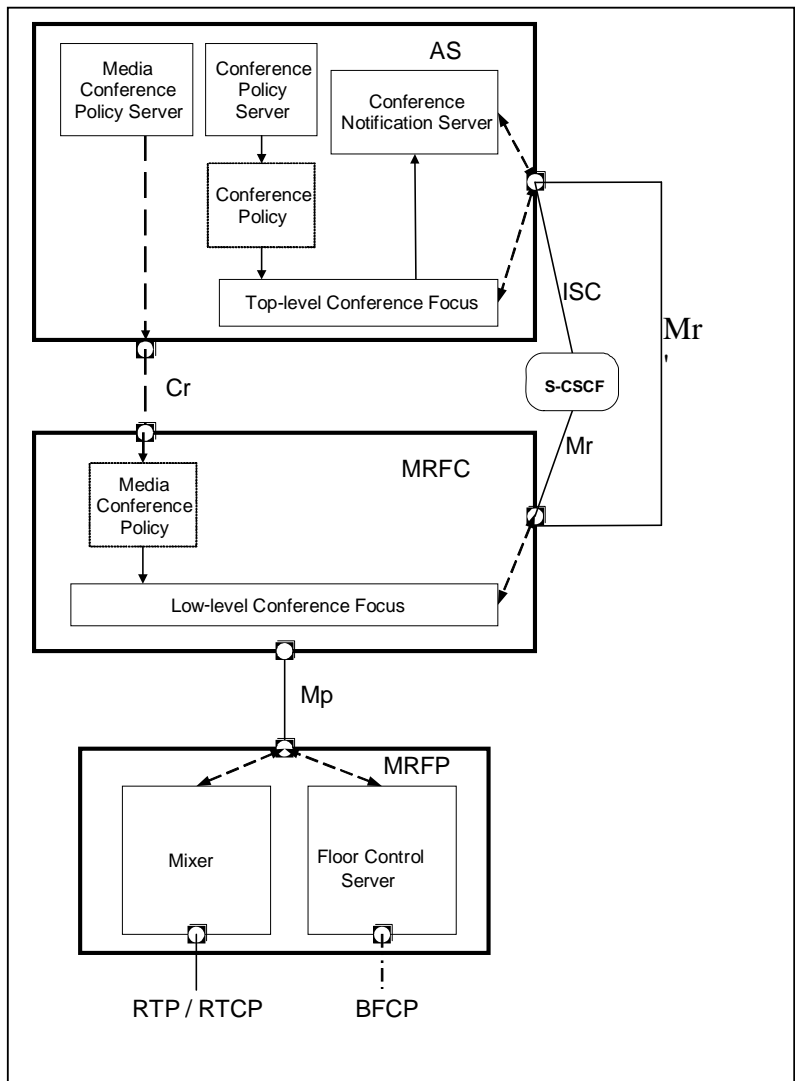 AS
Media
Conference
Policy Server
Conference
Policy
Server
Conference
Notification Server
Conference
Policy
Top-level Conference Focus
ISC
Mr
'
S-CSCF
Cr
Mr
MRFC
Media
Conference
Policy
Low-level Conference Focus
Mp
MRFP
Mixer
Floor Control
Server
RTP / RTCP
BFCP